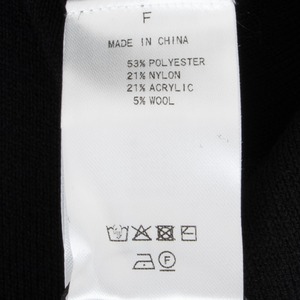 F
MADE IN CHINA
53% POLYESTER
21% NYLON
21% ACRYLIC
5% WOOL
F